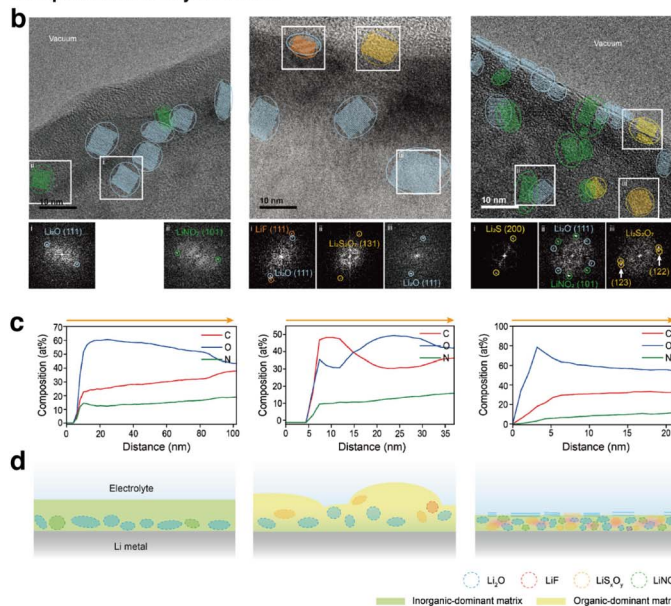 b
Vacuum
Vacuum
ii
i
10 nm
10 nm
10 nm
i
Li₂O (111)
ii
LiNO₂ (101)
i
LiF (111)
Li₂O (111)
ii
Li₂S₂O₇ (131)
iii
Li₂O (111)
i
Li₂S (200)
ii
Li₂O (111)
LiNO₂ (101)
iii
Li₂S₂O₇
(123)
(122)
c
Composition (at%)
70
60
50
40
30
20
10
0
0 20 40 60 80 100
Distance (nm)
C
O
N
Composition (at%)
60
40
20
0
0 5 10 15 20 25 30 35
Distance (nm)
C
O
N
Composition (at%)
100
80
60
40
20
0
0 5 10 15 20
Distance (nm)
C
O
N
d
Electrolyte
Li metal
Li₂O
LiF
LiSₓOᵧ
Inorganic-dominant matrix